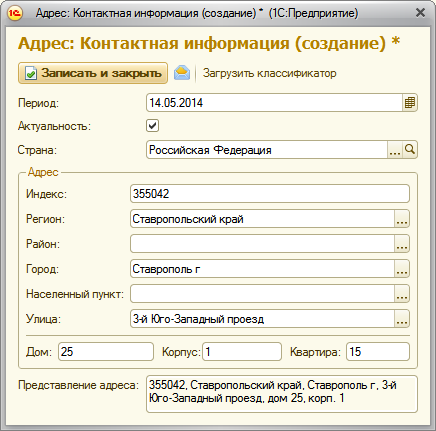 Адрес: Контактная информация (создание) * (1С:Предприятие)
Адрес: Контактная информация (создание) *
Записать и закрыть Загрузить классификатор
Период: 14.05.2014
Актуальность:
Страна: Российская Федерация ...
Адрес
Индекс: 355042
Регион: Ставропольский край ...
Район: ...
Город: Ставрополь г ...
Населенный пункт: ...
Улица: 3-й Юго-Западный проезд ...
Дом: 25 Корпус: 1 Квартира: 15
Представление адреса: 355042, Ставропольский край, Ставрополь г, 3-й
Юго-Западный проезд, дом 25, корп. 1